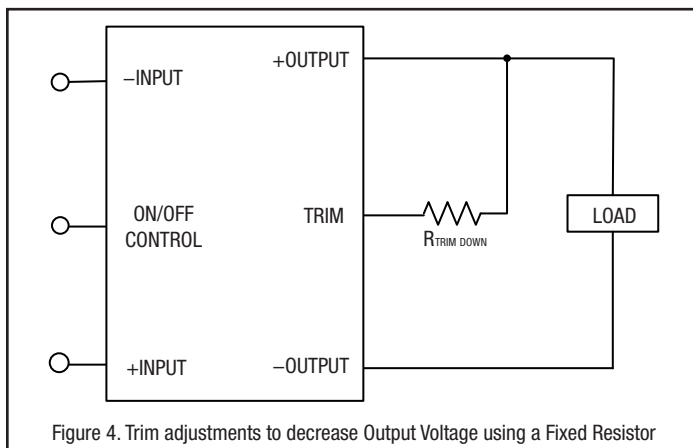 +OUTPUT
−INPUT
ON/OFF
CONTROL
TRIM
LOAD
RTRIM DOWN
+INPUT
−OUTPUT
Figure 4. Trim adjustments to decrease Output Voltage using a Fixed Resistor